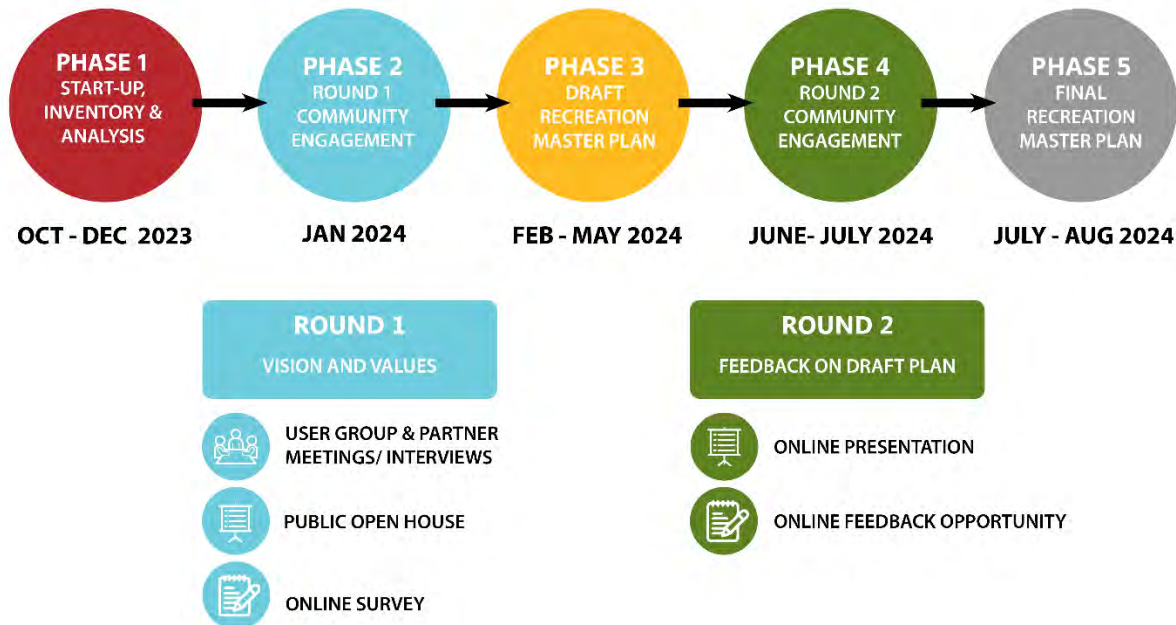 PHASE 1
START-UP,
INVENTORY &
ANALYSIS
PHASE 2
ROUND 1
COMMUNITY
ENGAGEMENT
PHASE 3
DRAFT
RECREATION
MASTER PLAN
PHASE 4
ROUND 2
COMMUNITY
ENGAGEMENT
PHASE 5
FINAL
RECREATION
MASTER PLAN
OCT - DEC 2023
JAN 2024
FEB - MAY 2024
JUNE- JULY 2024
JULY - AUG 2024
ROUND 1
VISION AND VALUES
USER GROUP & PARTNER
MEETINGS/ INTERVIEWS
PUBLIC OPEN HOUSE
ONLINE SURVEY
ROUND 2
FEEDBACK ON DRAFT PLAN
ONLINE PRESENTATION
ONLINE FEEDBACK OPPORTUNITY